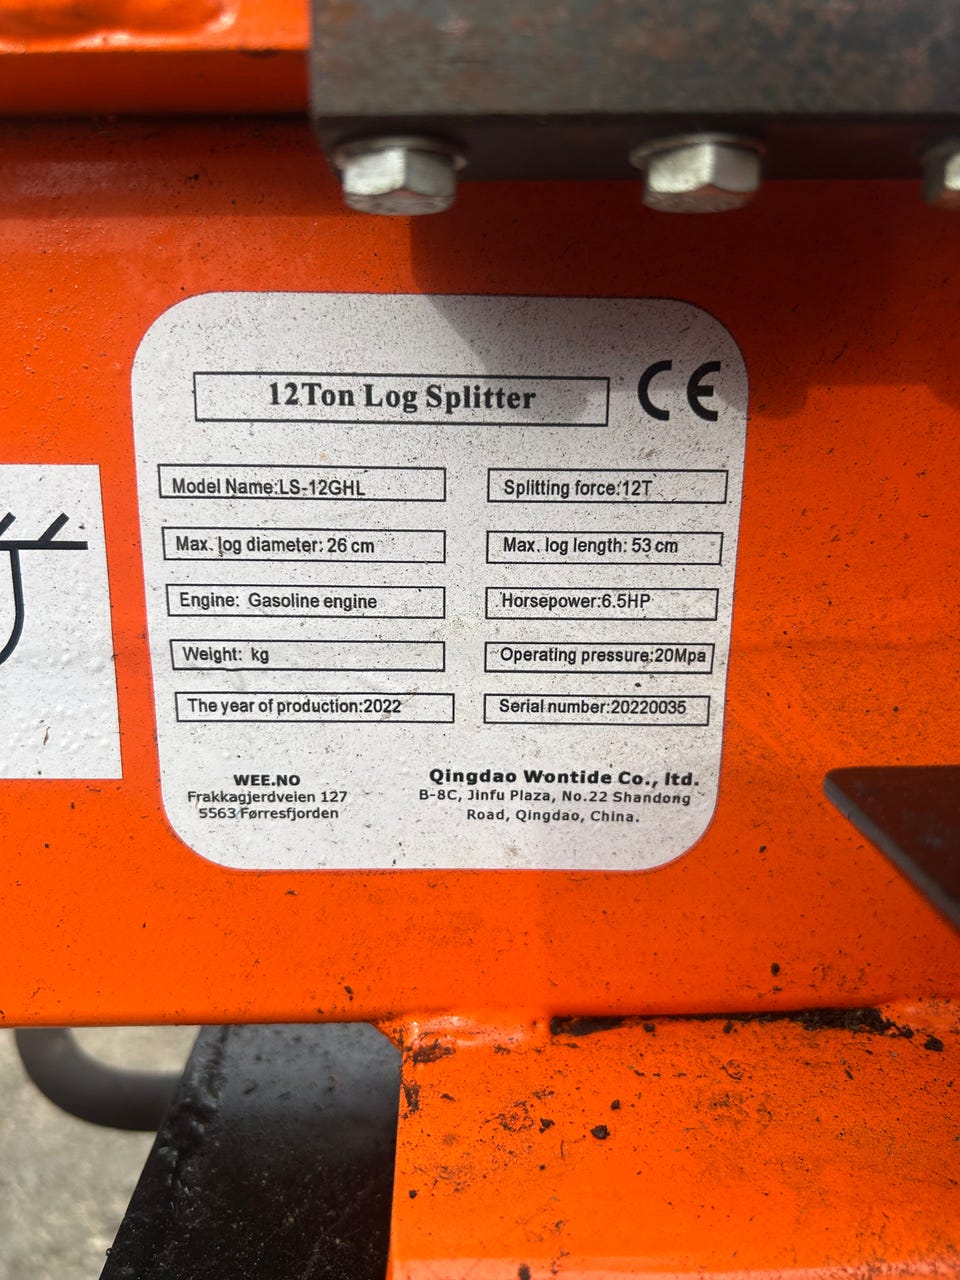 12Ton Log Splitter CE
Model Name:LS-12GHL Splitting force:12T
Max. log diameter: 26 cm Max. log length: 53 cm
Engine: Gasoline engine Horsepower:6.5HP
Weight: kg Operating pressure:20Mpa
The year of production:2022 Serial number:20220035
WEE.NO
Frakkagjerdveien 127
5563 Førresfjorden
Qingdao Wontide Co., ltd.
B-8C, Jinfu Plaza, No.22 Shandong
Road, Qingdao, China.